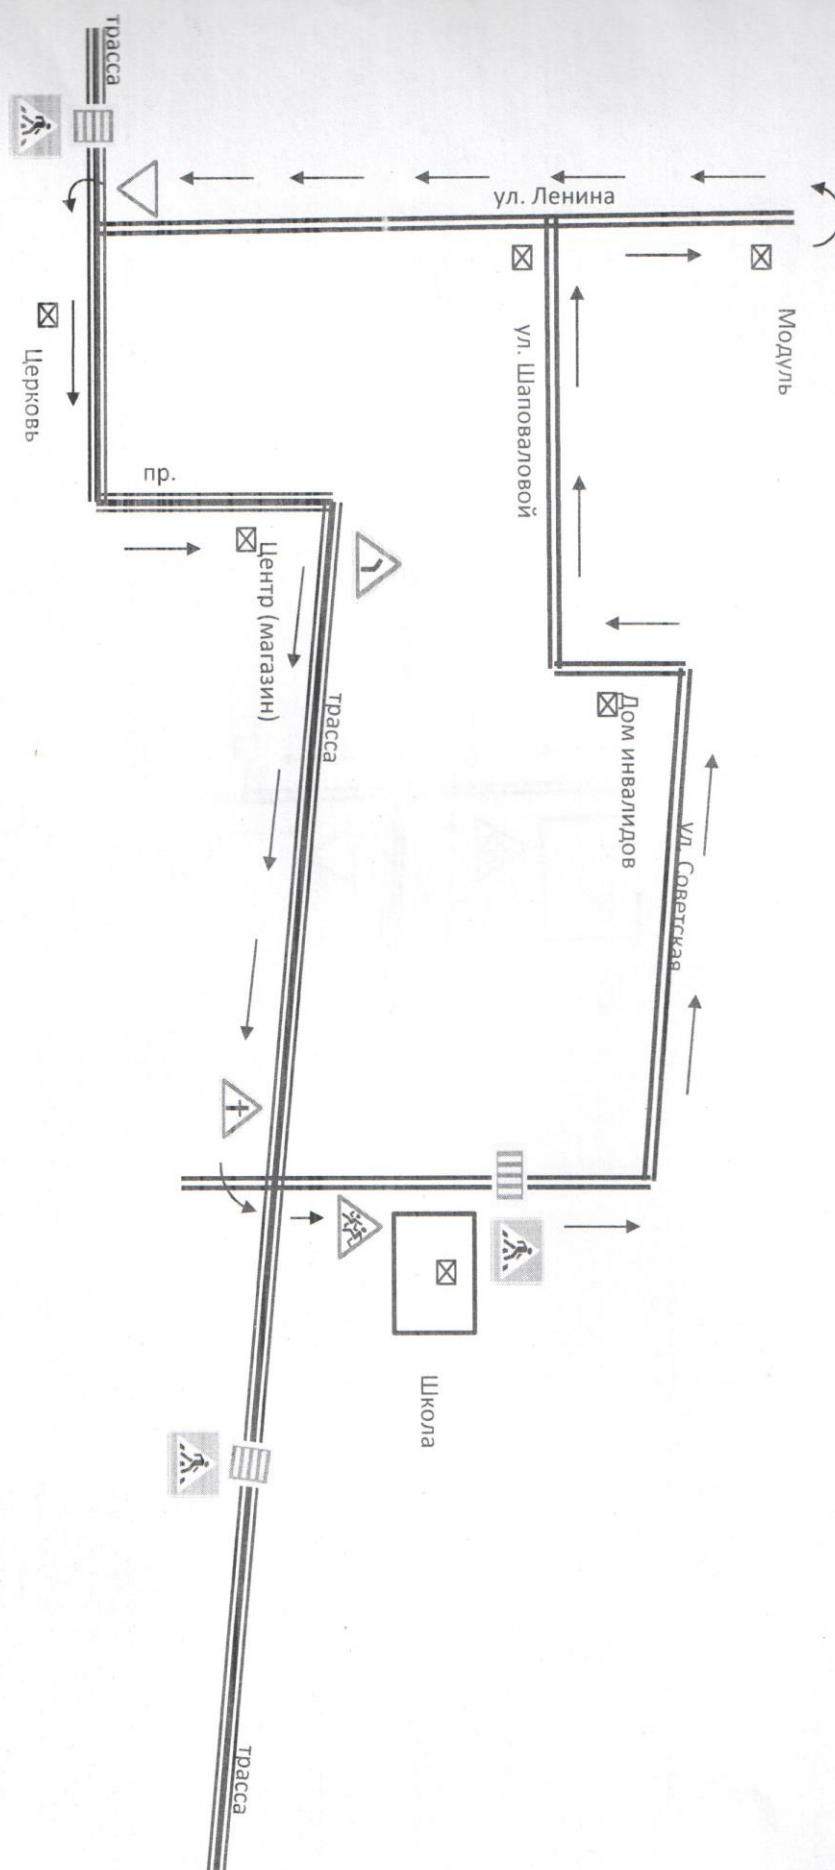 трасса
ул. Ленина
Модуль
ул. Шаповаловой
Церковь
пр.
Центр (магазин)
трасса
Дом инвалидов
ул. Советская
Школа
трасса